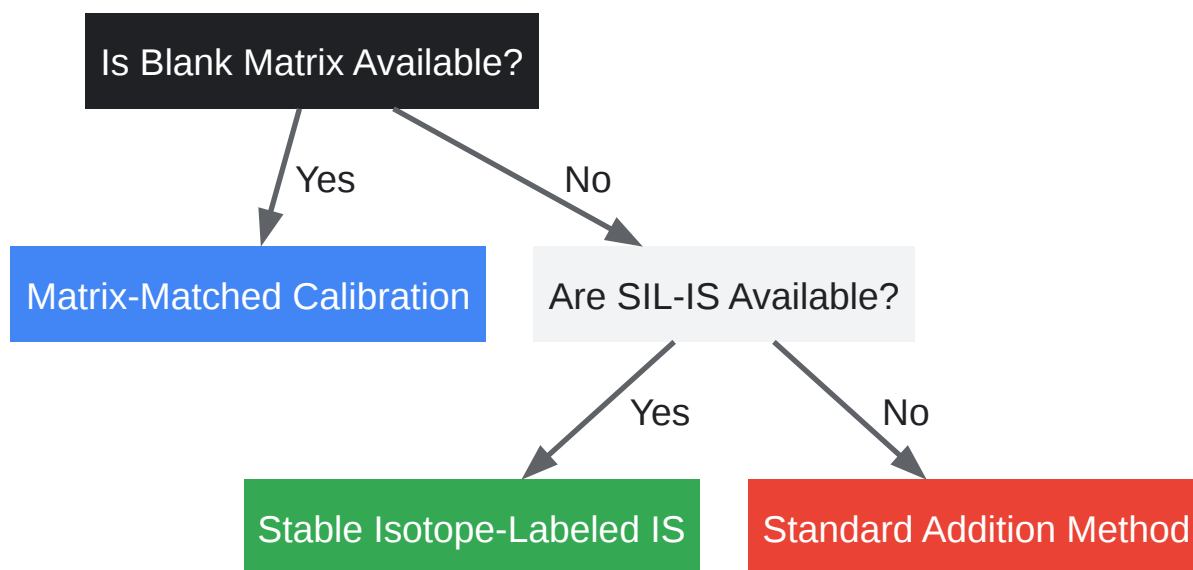 Is Blank Matrix Available?
Yes
No
Matrix-Matched Calibration
Are SIL-IS Available?
Yes
No
Stable Isotope-Labeled IS
Standard Addition Method